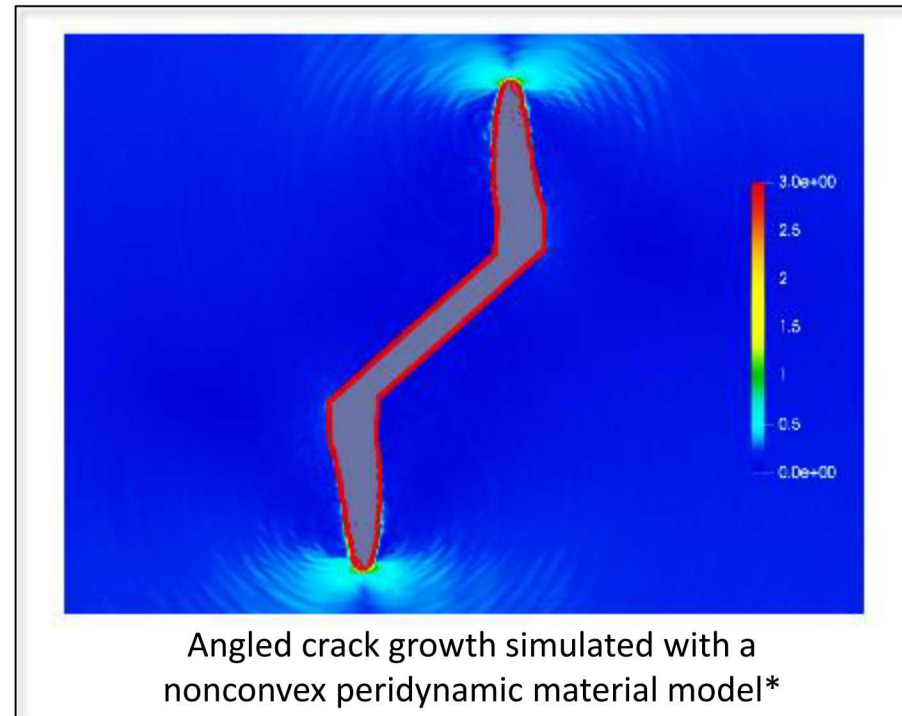 3.0e+00
2.5
2
1.5
1
0.5
0.0e+00
Angled crack growth simulated with a
nonconvex peridynamic material model*